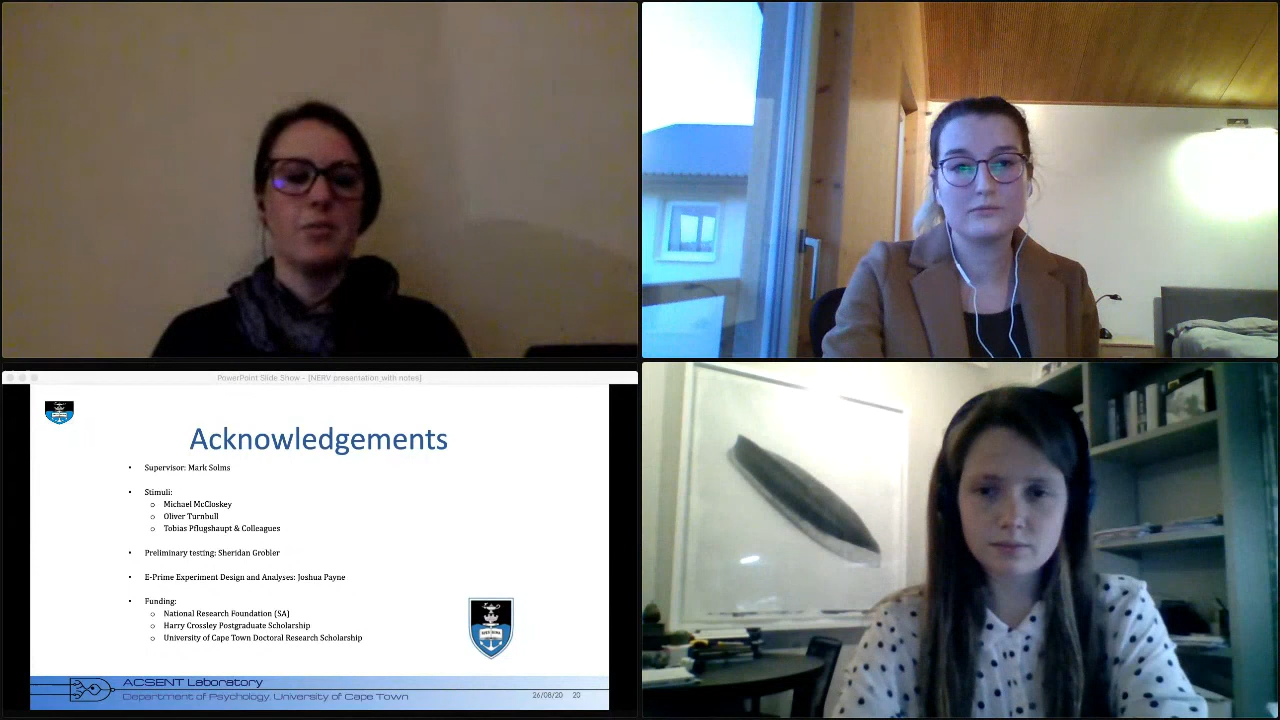 PowerPoint Slide Show - [NERV presentation_with notes]
Acknowledgements
• Supervisor: Mark Solms
• Stimuli:
o Michael McCloskey
o Oliver Turnbull
o Tobias Pflugshaupt & Colleagues
• Preliminary testing: Sheridan Grobler
• E-Prime Experiment Design and Analyses: Joshua Payne
• Funding:
o National Research Foundation (SA)
o Harry Crossley Postgraduate Scholarship
o University of Cape Town Doctoral Research Scholarship
ACSENT Laboratory
Department of Psychology, University of Cape Town
26/08/20 20